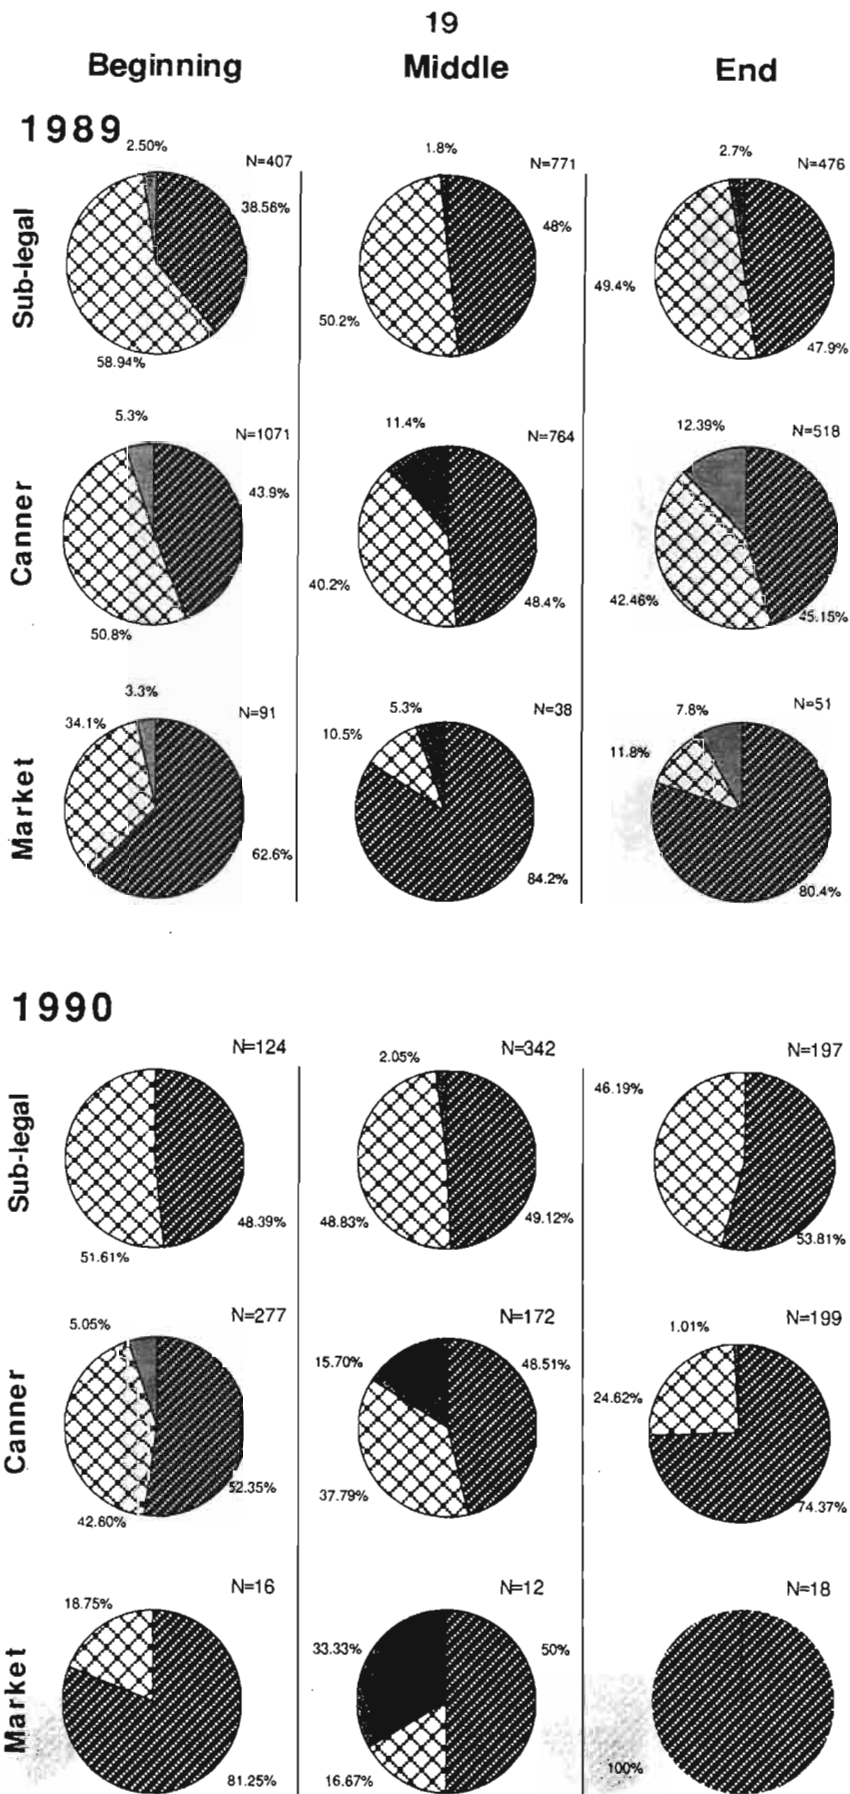 19
Beginning Middle End
1989
2.50% N=407 1.8% N=771 2.7% N=476
Sub-legal
38.56% 48%
50.2% 49.4%
58.94% 47.9%
5.3% N=1071 11.4% N=764 12.39% N=518
Canner
43.9%
40.2% 48.4% 42.46% 45.15%
50.8%
3.3% N=91 5.3% N=38 7.8% N=51
34.1% 10.5% 11.8%
Market
62.6% 84.2% 80.4%
1990
N=124 2.05% N=342 N=197
46.19%
Sub-legal
48.39% 48.83% 49.12% 53.81%
51.61%
5.05% N=277 N=172 1.01% N=199
15.70% 48.51% 24.62%
Canner
52.35% 37.79% 74.37%
42.60%
18.75% N=16 N=12 N=18
33.33% 50%
Market
81.25% 16.67% 100%